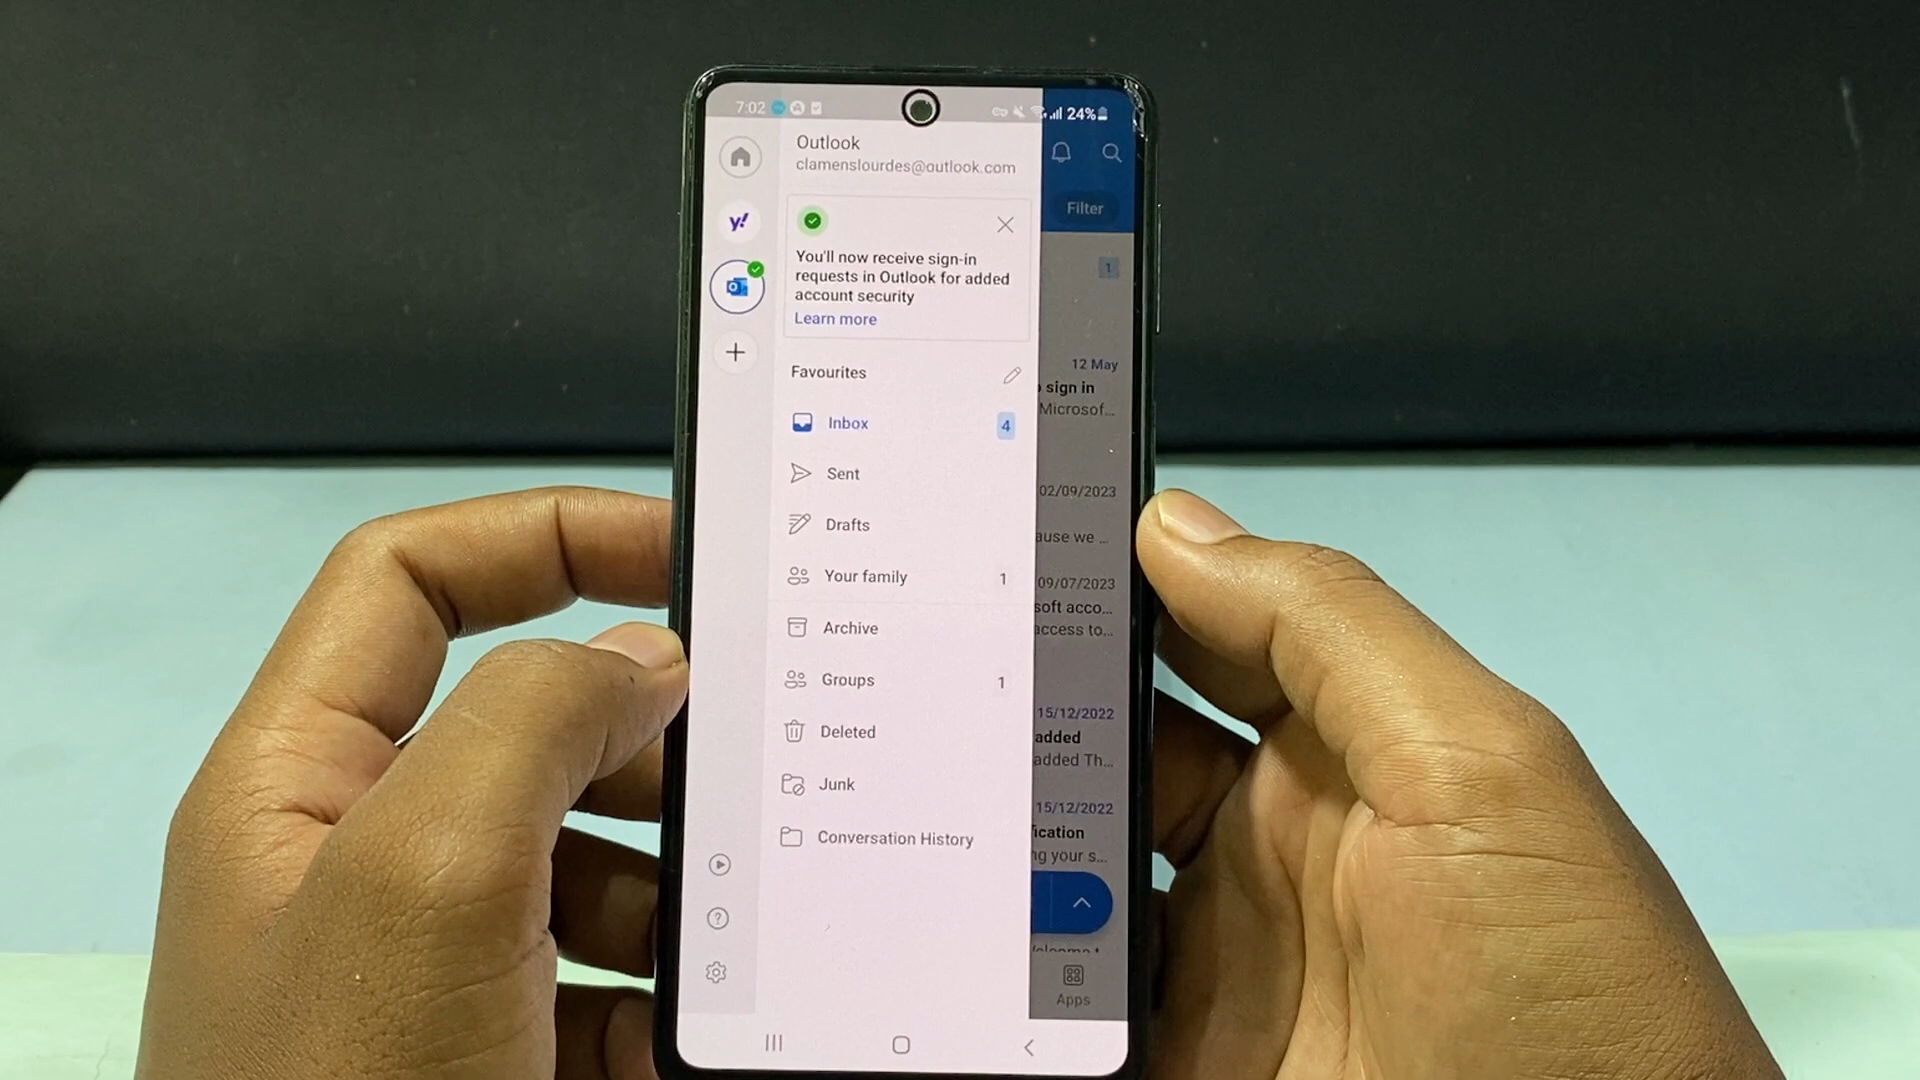 7:02
24%
Outlook
clamenslourdes@outlook.com
y!
Filter
You'll now receive sign-in
requests in Outlook for added
account security
Learn more
1
Favourites
12 May
sign in
Microsof...
Inbox 4
Sent
02/09/2023
Drafts
ause we ...
Your family 1
09/07/2023
soft acco...
access to...
Archive
Groups 1
15/12/2022
added
added Th...
Deleted
Junk
15/12/2022
ication
ng your s...
Conversation History
Apps